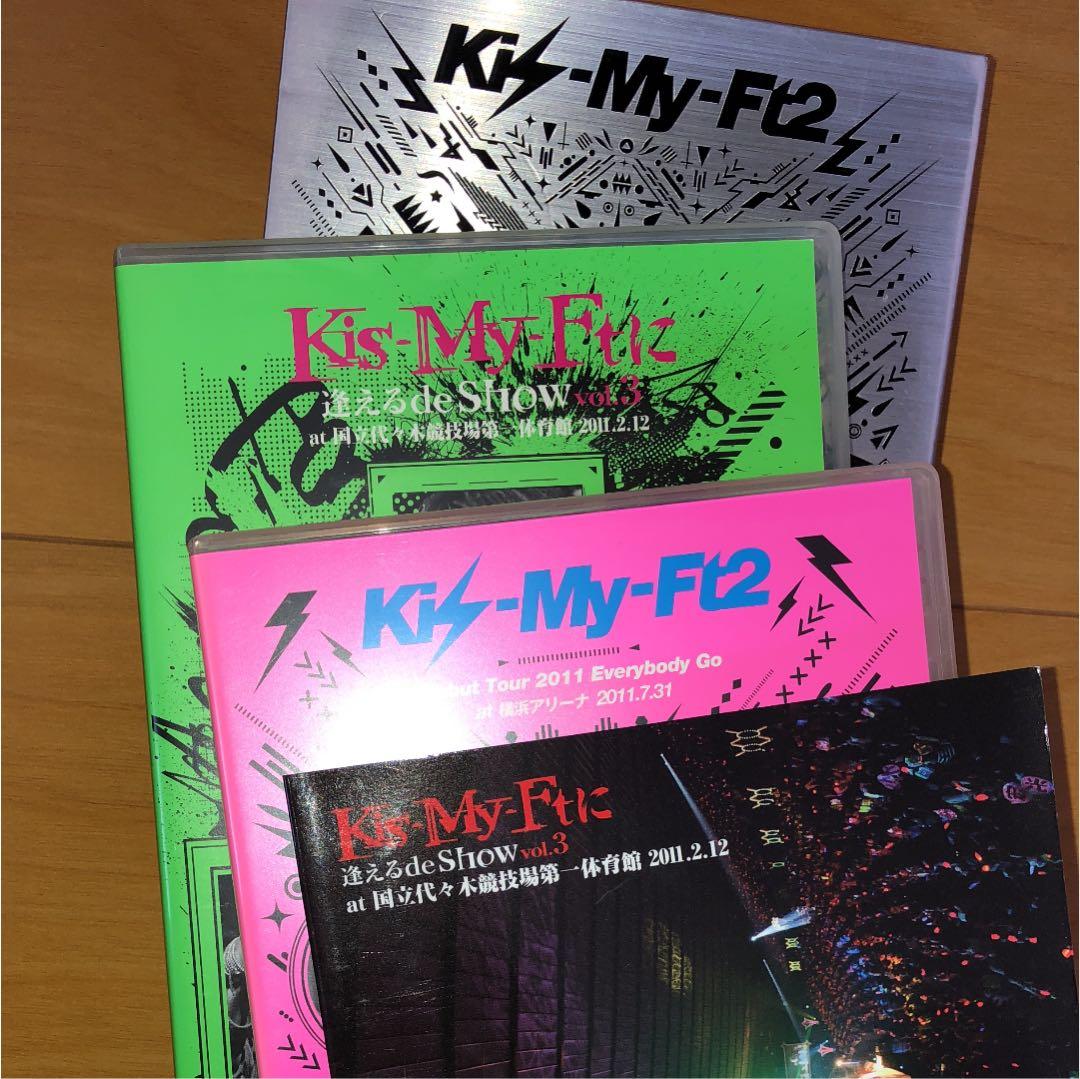 Kis-My-Ft2
Kis-My-Ftに
逢えるde Show vol.3
at 国立代々木競技場第一体育館 2011.2.12
Kis-My-Ft2
but Tour 2011 Everybody Go
at 横浜アリーナ 2011.7.31
Kis-My-Ftに
逢えるde Show vol.3
at 国立代々木競技場第一体育館 2011.2.12